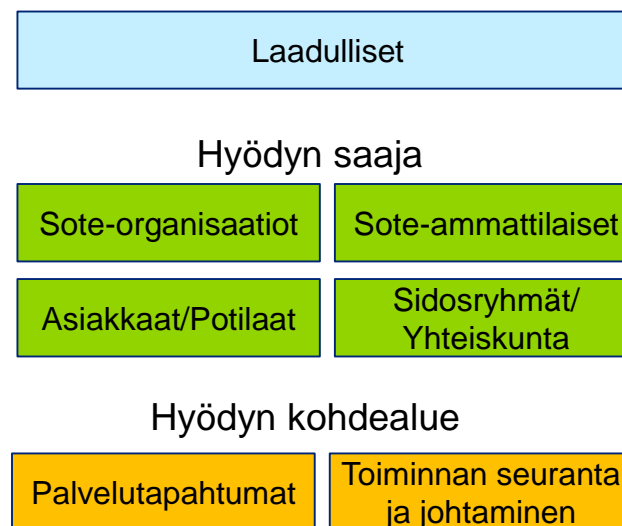 Laadulliset
Hyödyn saaja
Sote-organisaatiot
Sote-ammattilaiset
Asiakkaat/Potilaat
Sidosryhmät/
Yhteiskunta
Hyödyn kohdealue
Palvelutapahtumat
Toiminnan seuranta
ja johtaminen